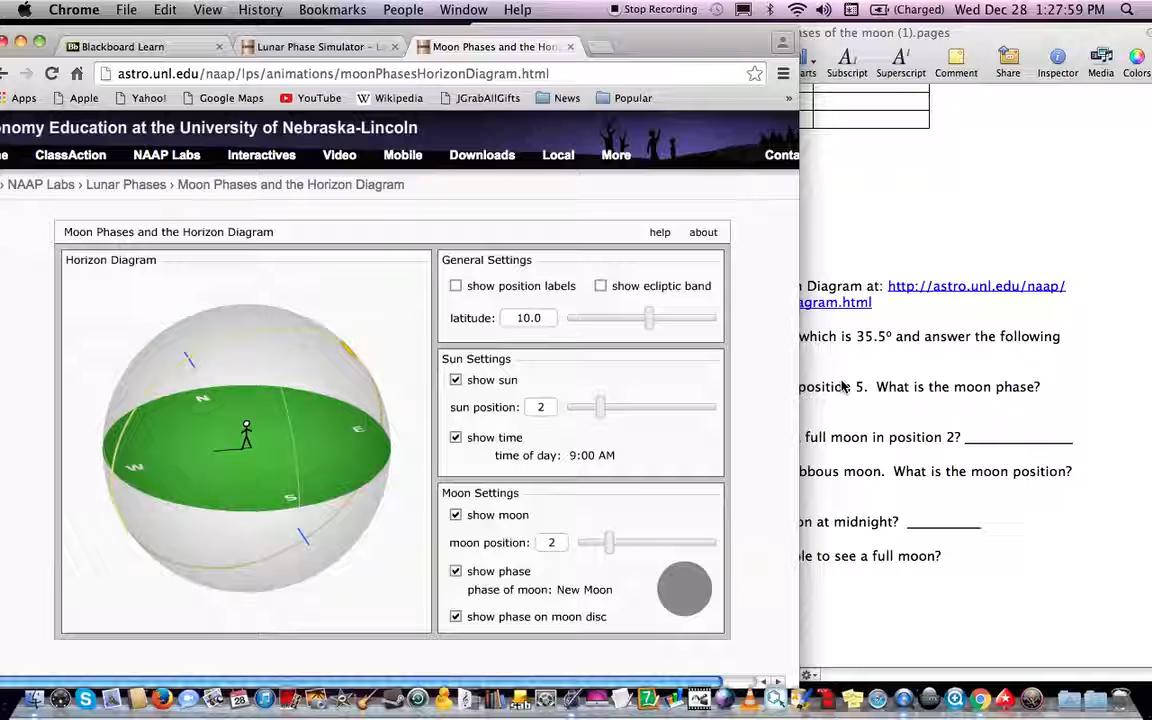 Chrome File Edit View History Bookmarks People Window Help Stop Recording (Charged) Wed Dec 28 1:27:59 PM
Blackboard Learn
Lunar Phase Simulator –
Moon Phases and the Hor
astro.unl.edu/naap/lps/animations/moonPhasesHorizonDiagram.html
Apps Apple Yahoo! Google Maps YouTube Wikipedia JGrabAllGifts News Popular »
ases of the moon (1).pages
Subscript Superscript Comment Share Inspector Media Colors
nomy Education at the University of Nebraska-Lincoln
ClassAction NAAP Labs Interactives Video Mobile Downloads Local More Conta
› NAAP Labs › Lunar Phases › Moon Phases and the Horizon Diagram
Moon Phases and the Horizon Diagram help about
Horizon Diagram
N
E
W
S
General Settings
show position labels show ecliptic band
latitude: 10.0
Sun Settings
show sun
sun position: 2
show time
time of day: 9:00 AM
Moon Settings
show moon
moon position: 2
show phase
phase of moon: New Moon
show phase on moon disc
n Diagram at: http://astro.unl.edu/naap/
agram.html
which is 35.5º and answer the following
5. What is the moon phase?
full moon in position 2?
bbous moon. What is the moon position?
on at midnight?
ble to see a full moon?
28